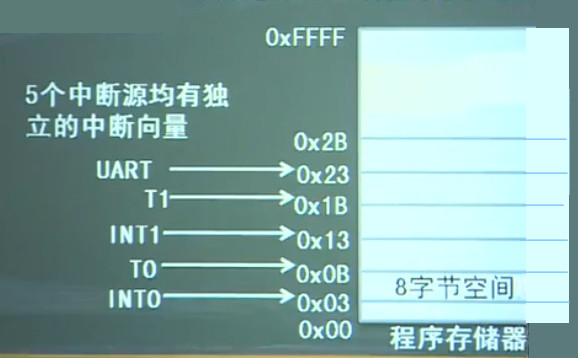 0xFFFF
5个中断源均有独
立的中断向量
0x2B
UART 0x23
T1 0x1B
INT1 0x13
T0 0x0B
8字节空间
INT0 0x03
0x00
程序存储器